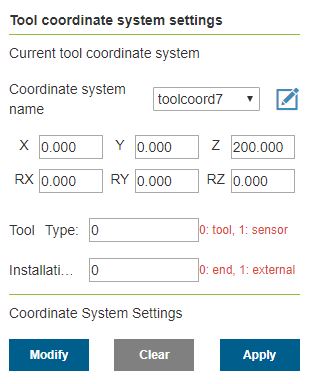 Tool coordinate system settings
Current tool coordinate system
Coordinate system name toolcoord7
X 0.000 Y 0.000 Z 200.000
RX 0.000 RY 0.000 RZ 0.000
Tool Type: 0 0: tool, 1: sensor
Installati... 0 0: end, 1: external
Coordinate System Settings
Modify Clear Apply